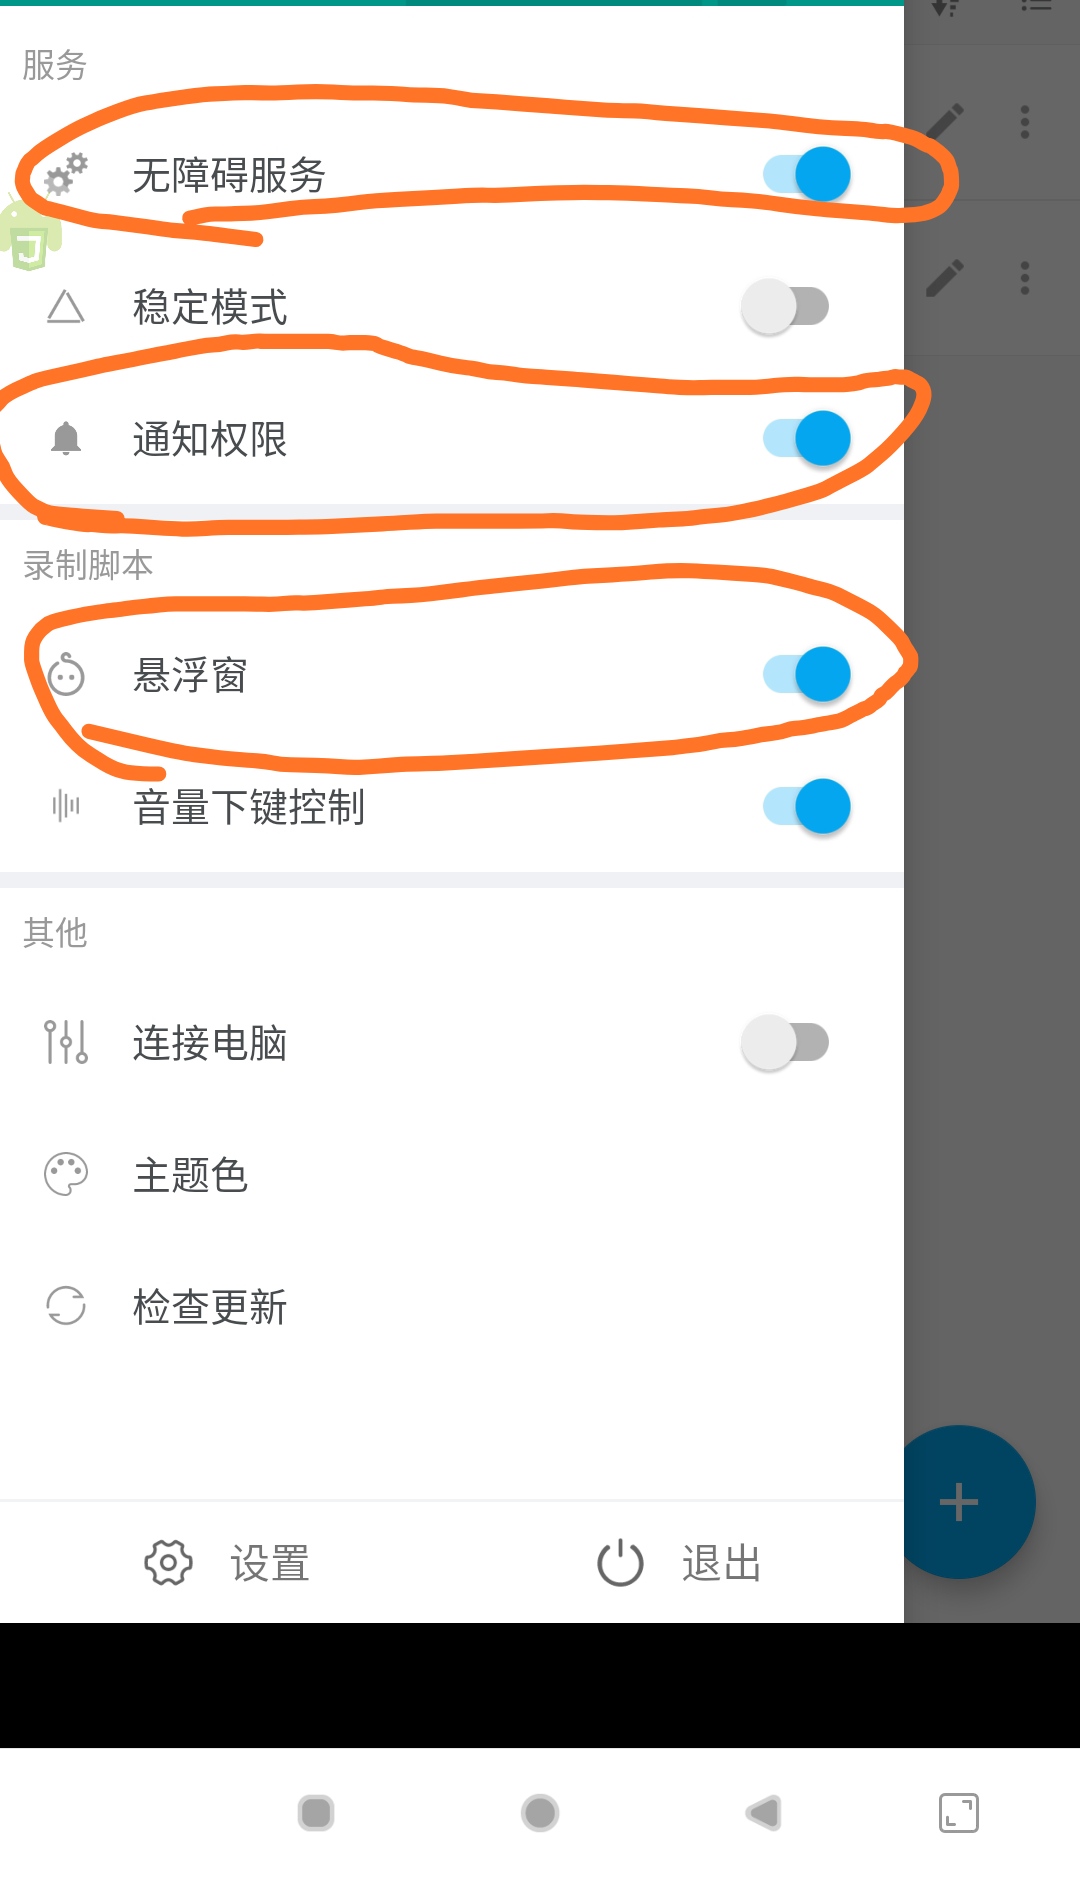 服务
无障碍服务
稳定模式
通知权限
录制脚本
悬浮窗
音量下键控制
其他
连接电脑
主题色
检查更新
设置
退出